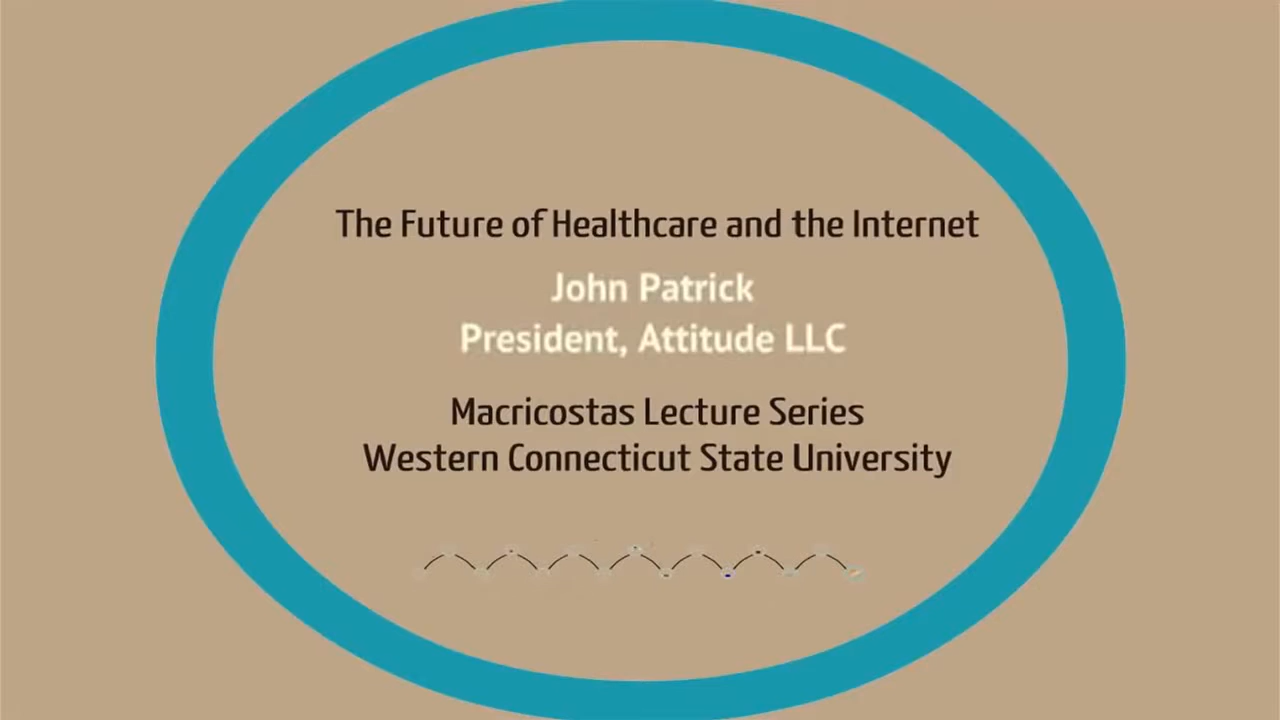 The Future of Healthcare and the Internet
John Patrick
President, Attitude LLC
Macricostas Lecture Series
Western Connecticut State University